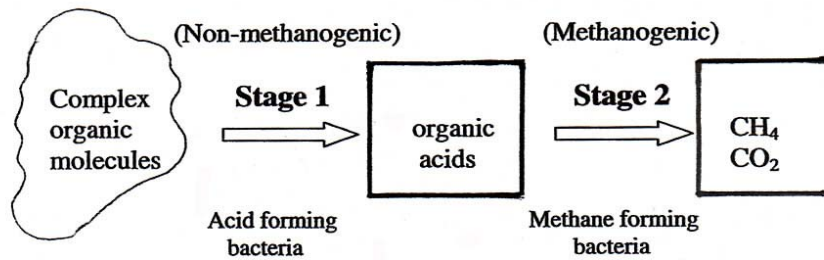 (Non-methanogenic)
(Methanogenic)
Complex
organic
molecules
Stage 1
organic
acids
Stage 2
CH₄
CO₂
Acid forming
bacteria
Methane forming
bacteria